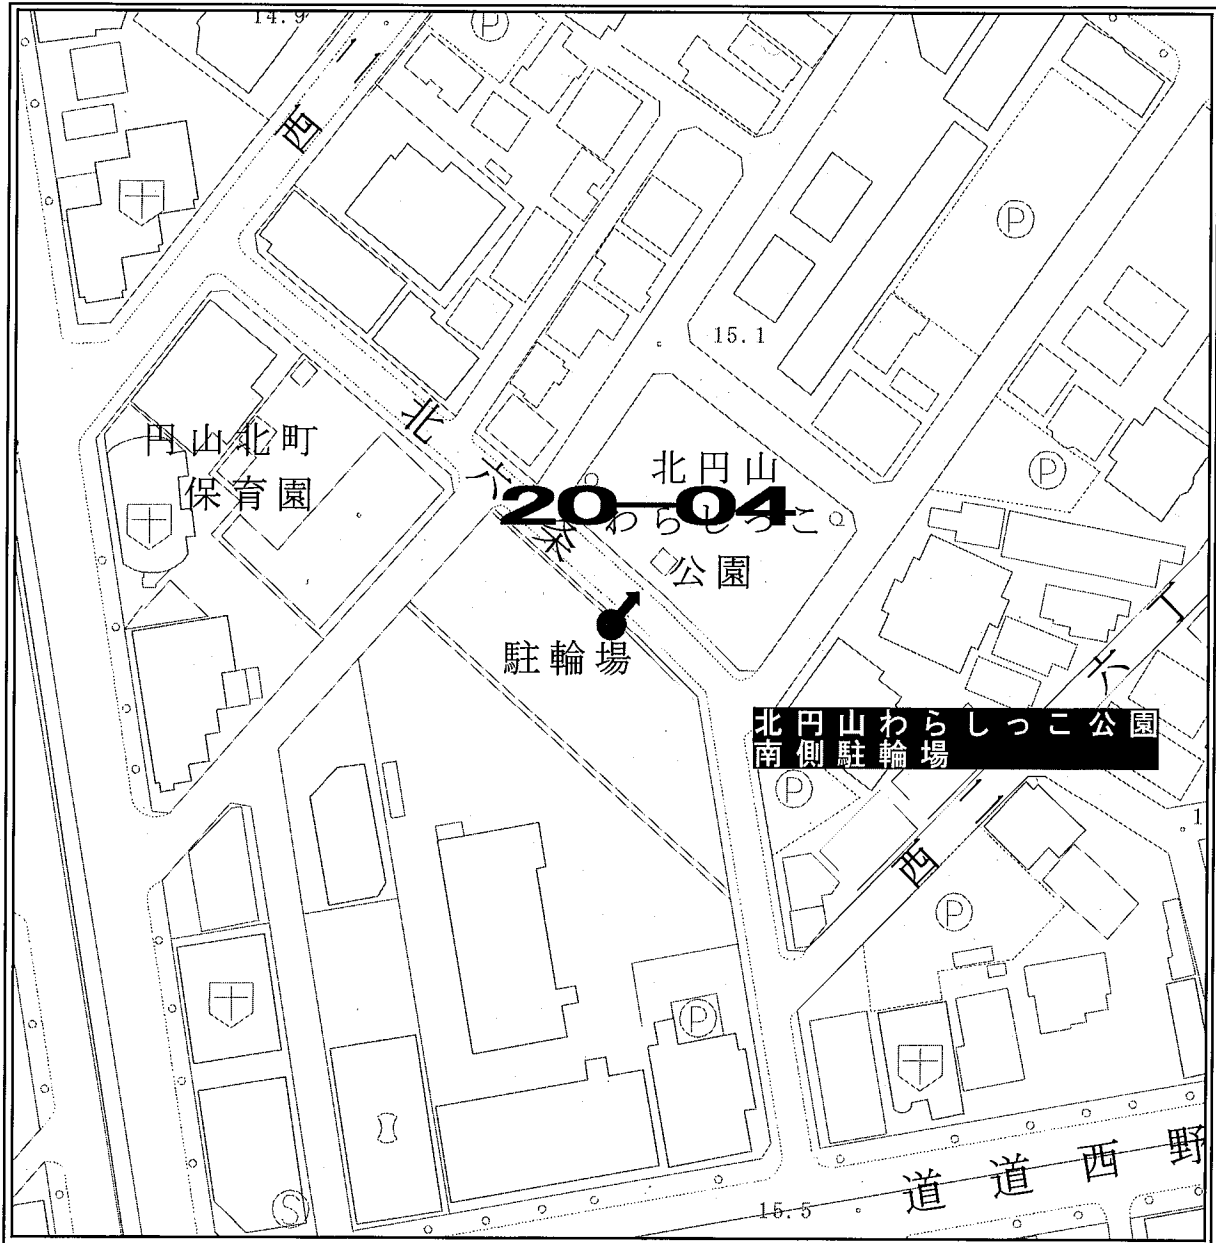 14.9
P
西
P
15.1
円山北町
保育園
北六条
北円山
わらしっこ
公園
20-04
P
駐輪場
丁
六
北円山わらしっこ公園
南側駐輪場
P
1
西
P
P
S
15.5
道道西野